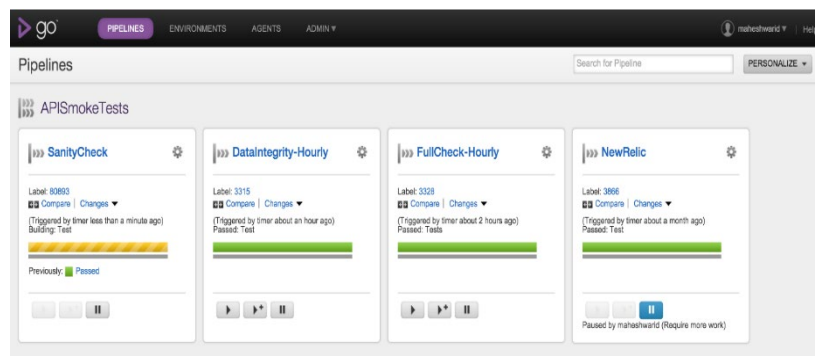 go
PIPELINES ENVIRONMENTS AGENTS ADMIN
maheshwarid Help
Pipelines
Search for Pipeline
PERSONALIZE
APISmokeTests
SanityCheck
Label: 80893
Compare | Changes
(Triggered by timer less than a minute ago)
Building: Test
Previously: Passed
DataIntegrity-Hourly
Label: 3315
Compare | Changes
(Triggered by timer about an hour ago)
Passed: Test
FullCheck-Hourly
Label: 3328
Compare | Changes
(Triggered by timer about 2 hours ago)
Passed: Tests
NewRelic
Label: 3866
Compare | Changes
(Triggered by timer about a month ago)
Passed: Test
Paused by maheshwarid (Require more work)